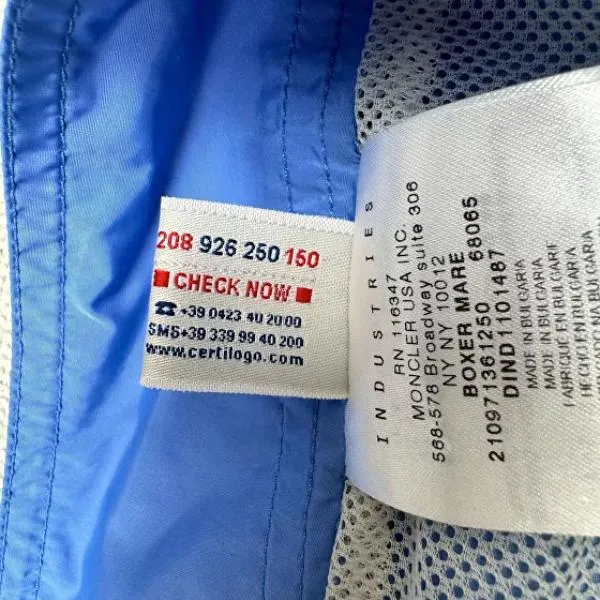 208 926 250 150
CHECK NOW
☎ +39 0423 40 20 00
SMS+39 339 99 40 200
www.certilogo.com
INDUSTRIES
RN 116347
MONCLER USA INC.
568-578 Broadway suite 306
NY NY 10012
BOXER MARE
210971361250 68065
DIND1101487
MADE IN BULGARIA
MADE IN BULGARIA
FABRIQUÉ EN BULGARIE
FABRICADO EN BULGARIA